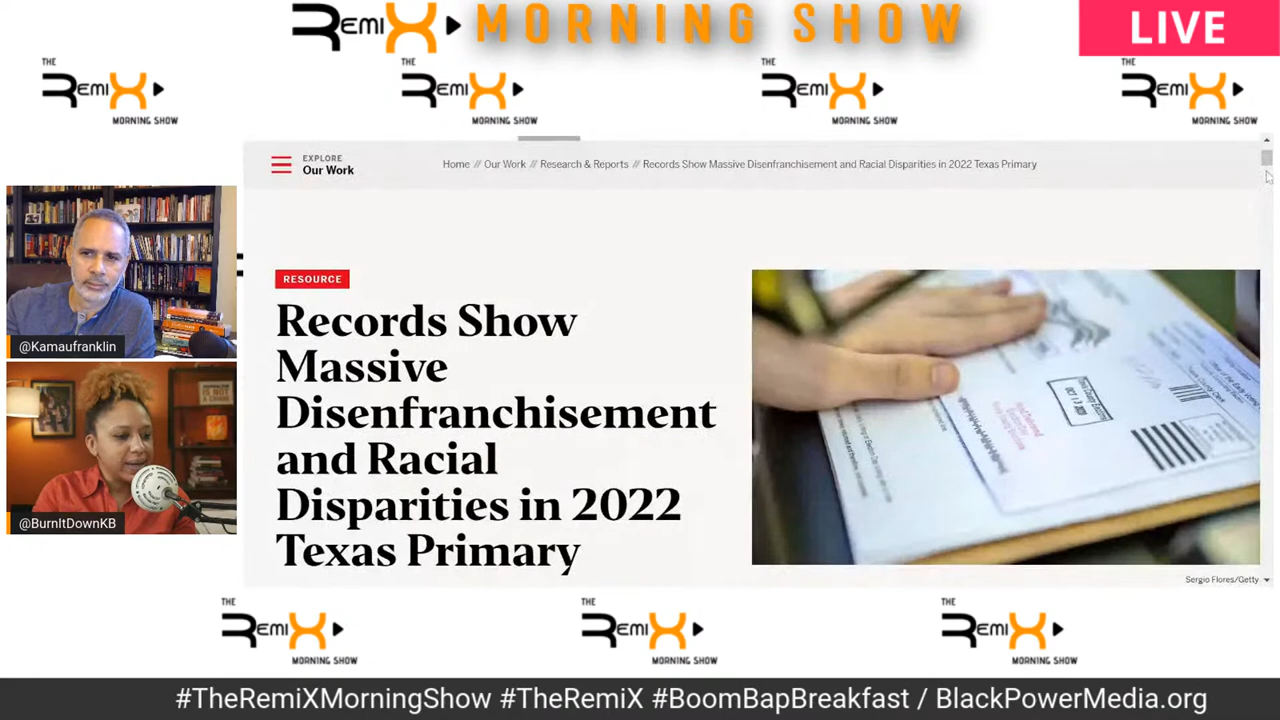 THE REMIX MORNING SHOW
LIVE
THE REMIX MORNING SHOW
THE REMIX MORNING SHOW
THE REMIX MORNING SHOW
THE REMIX MORNING SHOW
EXPLORE
Our Work
Home // Our Work // Research & Reports // Records Show Massive Disenfranchisement and Racial Disparities in 2022 Texas Primary
@Kamaufranklin
@BurnItDownKB
RESOURCE
Records Show
Massive
Disenfranchisement
and Racial
Disparities in 2022
Texas Primary
Sergio Flores/Getty
THE REMIX MORNING SHOW
THE REMIX MORNING SHOW
THE REMIX MORNING SHOW
#TheRemiXMorningShow #TheRemiX #BoomBapBreakfast / BlackPowerMedia.org